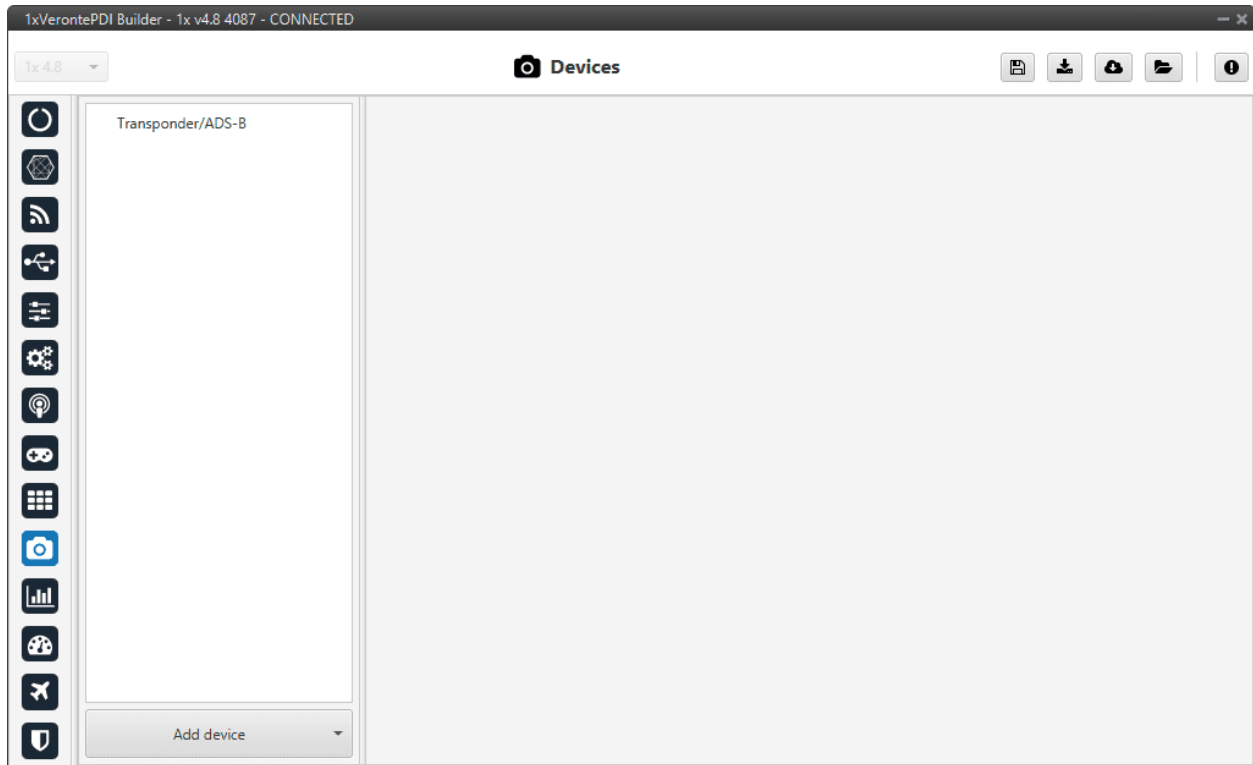 1xVerontePDI Builder - 1x v4.8 4087 - CONNECTED
1x 4.8
Devices
Transponder/ADS-B
Add device